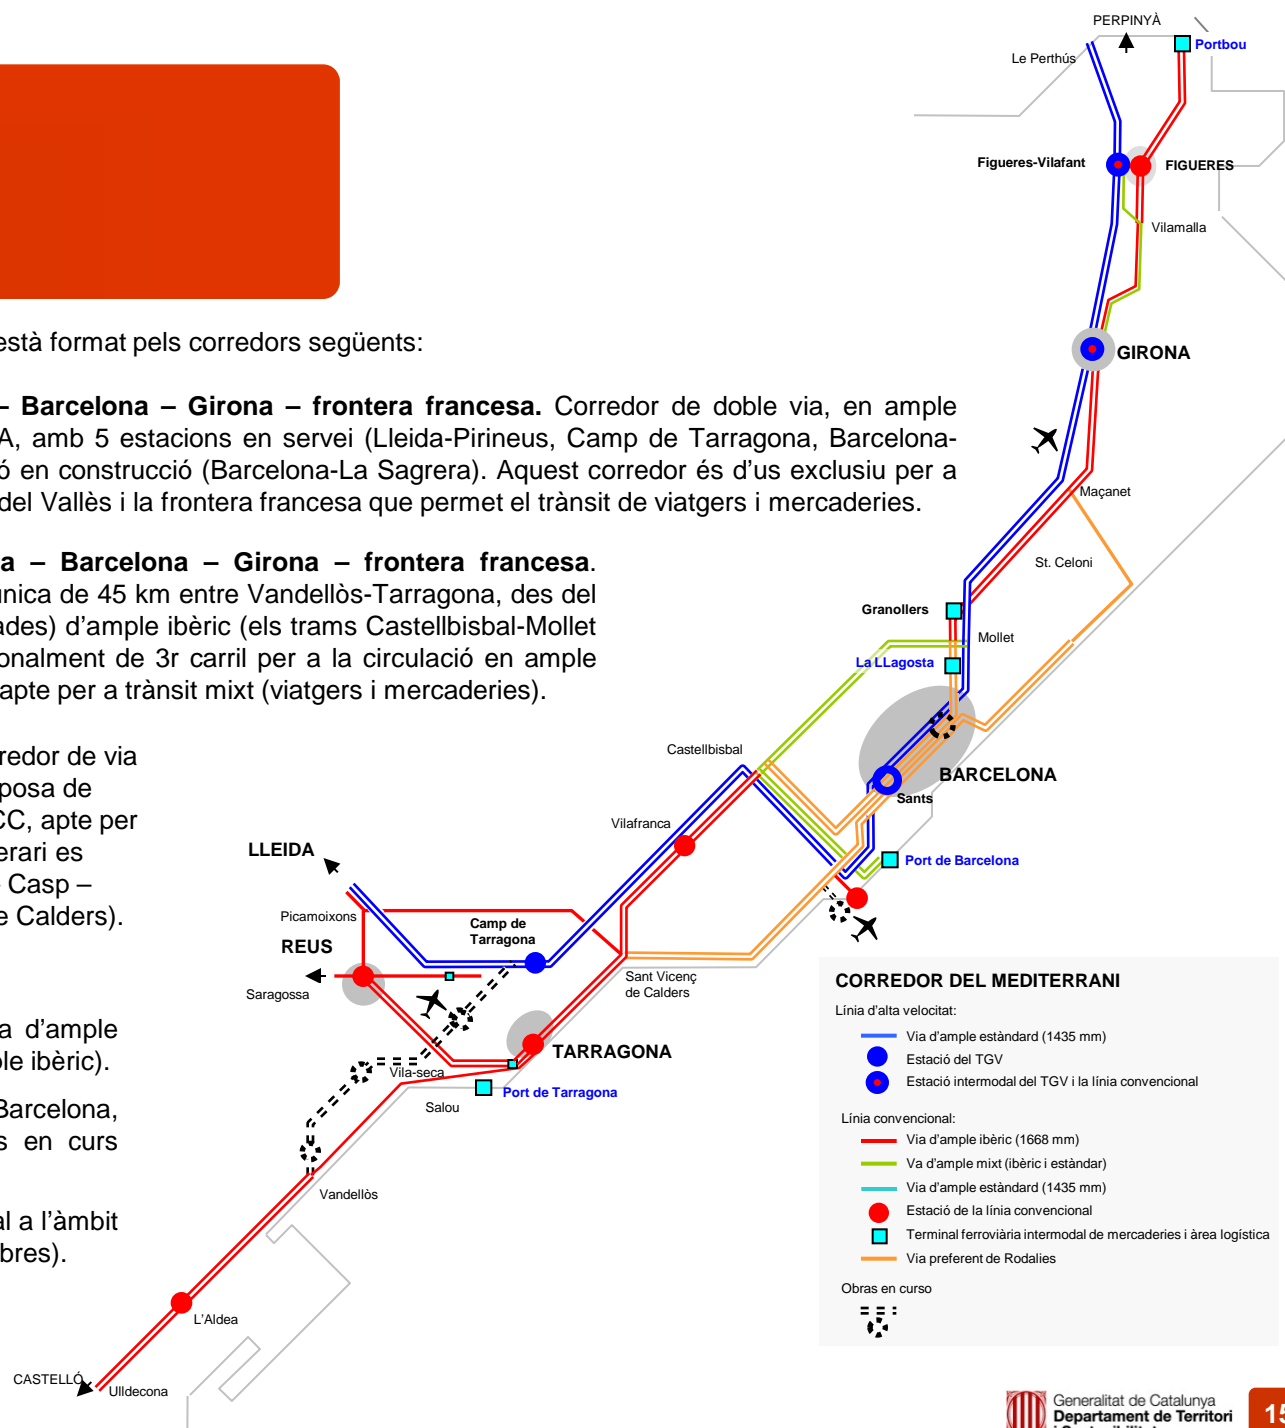 PERPINYÀ
Portbou
Le Perthús
Figueres-Vilafant
FIGUERES
Vilamalla
GIRONA
està format pels corredors següents:
– Barcelona – Girona – frontera francesa. Corredor de doble via, en ample
A, amb 5 estacions en servei (Lleida-Pirineus, Camp de Tarragona, Barcelona-
ó en construcció (Barcelona-La Sagrera). Aquest corredor és d’us exclusiu per a
del Vallès i la frontera francesa que permet el trànsit de viatgers i mercaderies.
Maçanet
a – Barcelona – Girona – frontera francesa.
única de 45 km entre Vandellòs-Tarragona, des del
ades) d’ample ibèric (els trams Castellbisbal-Mollet
onalment de 3r carril per a la circulació en ample
apte per a trànsit mixt (viatgers i mercaderies).
St. Celoni
Granollers
Mollet
La LLagosta
redor de via
posa de
CC, apte per
erari es
e Casp –
e Calders).
Castellbisbal
BARCELONA
Sants
Vilafranca
LLEIDA
Port de Barcelona
Picamoixons
Camp de
Tarragona
REUS
Saragossa
Sant Vicenç
de Calders
a d’ample
ole ibèric).
TARRAGONA
Vila-seca
Port de Tarragona
Salou
Barcelona,
s en curs
Vandellòs
al a l’àmbit
bres).
L’Aldea
CASTELLÓ
Ulldecona
CORREDOR DEL MEDITERRANI
Línia d’alta velocitat:
Via d’ample estàndard (1435 mm)
Estació del TGV
Estació intermodal del TGV i la línia convencional
Línia convencional:
Via d’ample ibèric (1668 mm)
Va d’ample mixt (ibèric i estàndar)
Via d’ample estàndard (1435 mm)
Estació de la línia convencional
Terminal ferroviària intermodal de mercaderies i àrea logística
Via preferent de Rodalies
Obras en curso
Generalitat de Catalunya
Departament de Territori
i Sostenibilitat
15